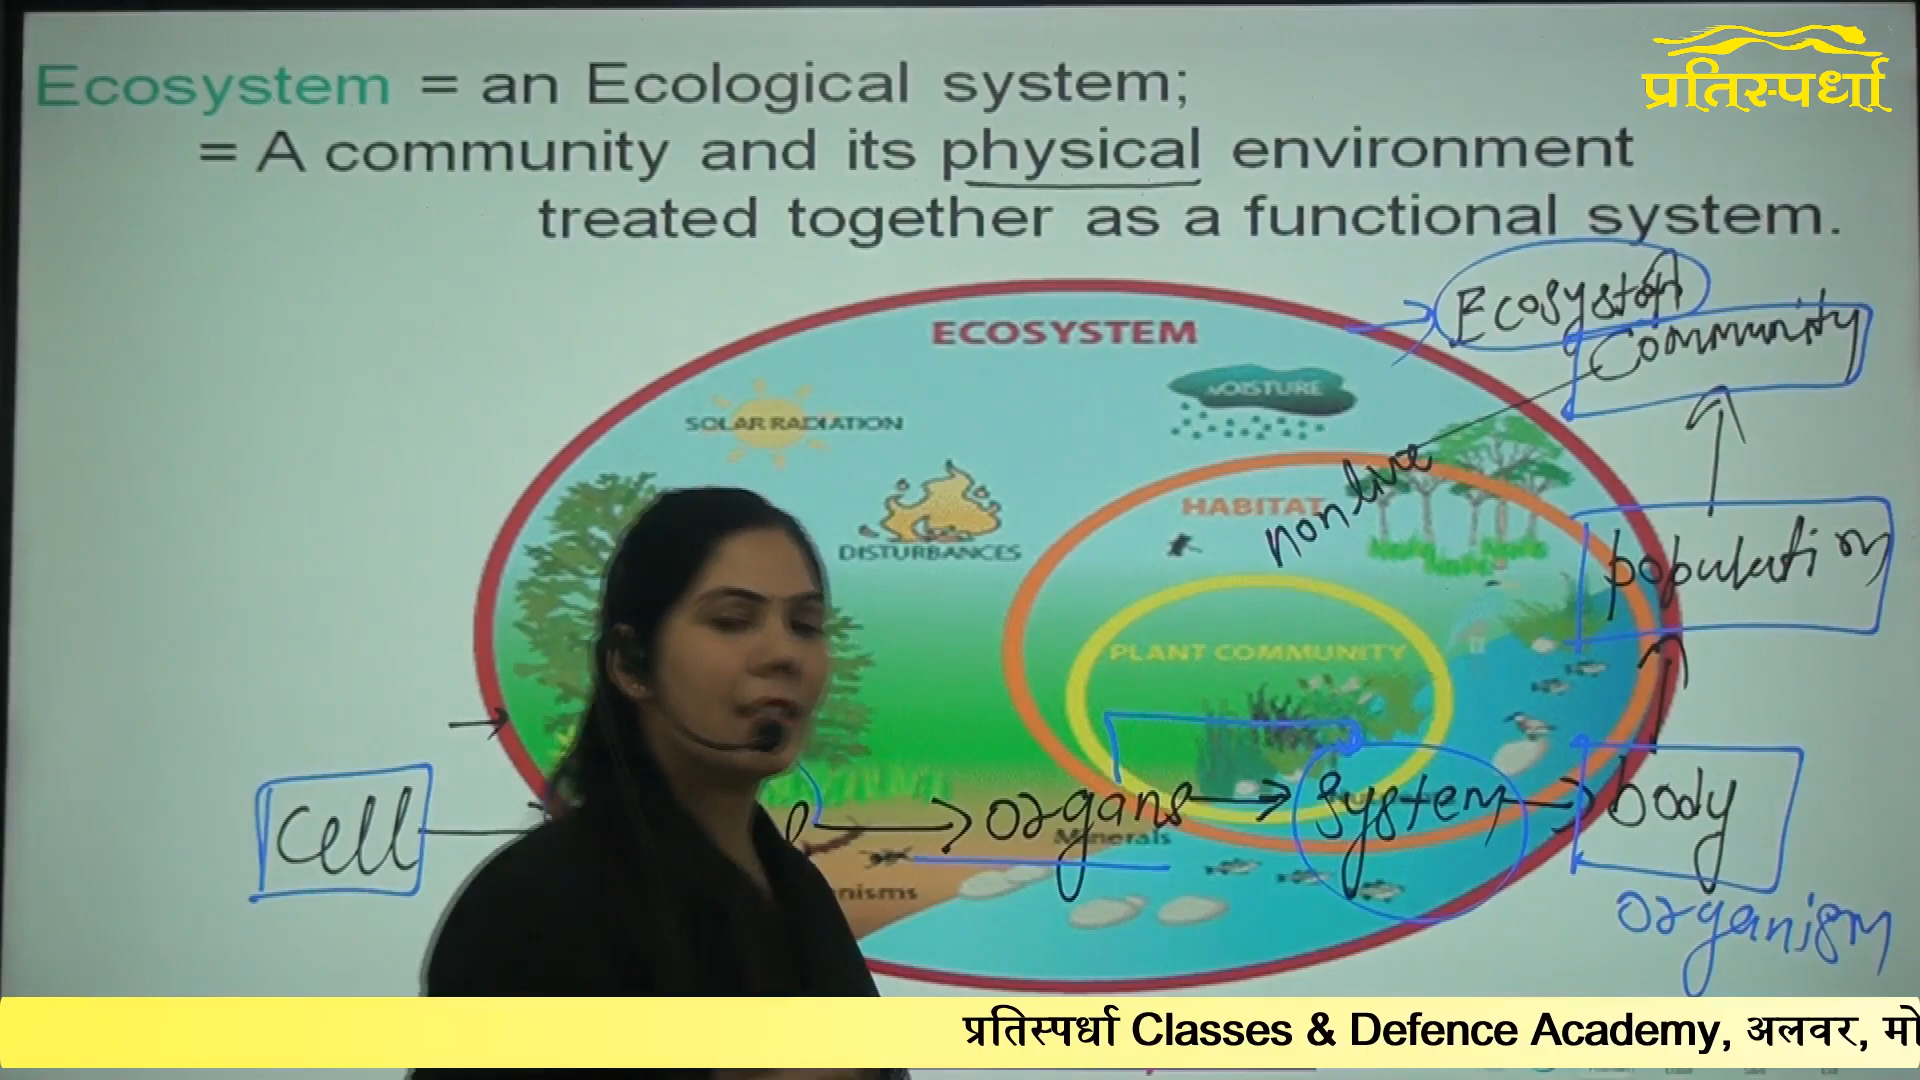 प्रतिस्पर्धा
Ecosystem = an Ecological system;
= A community and its physical environment
treated together as a functional system.
Ecosystem
Community
ECOSYSTEM
MOISTURE
SOLAR RADIATION
non live
HABITAT
DISTURBANCES
population
PLANT COMMUNITY
Cell
organs
system
body
Minerals
organism
प्रतिस्पर्धा Classes & Defence Academy, अलवर,